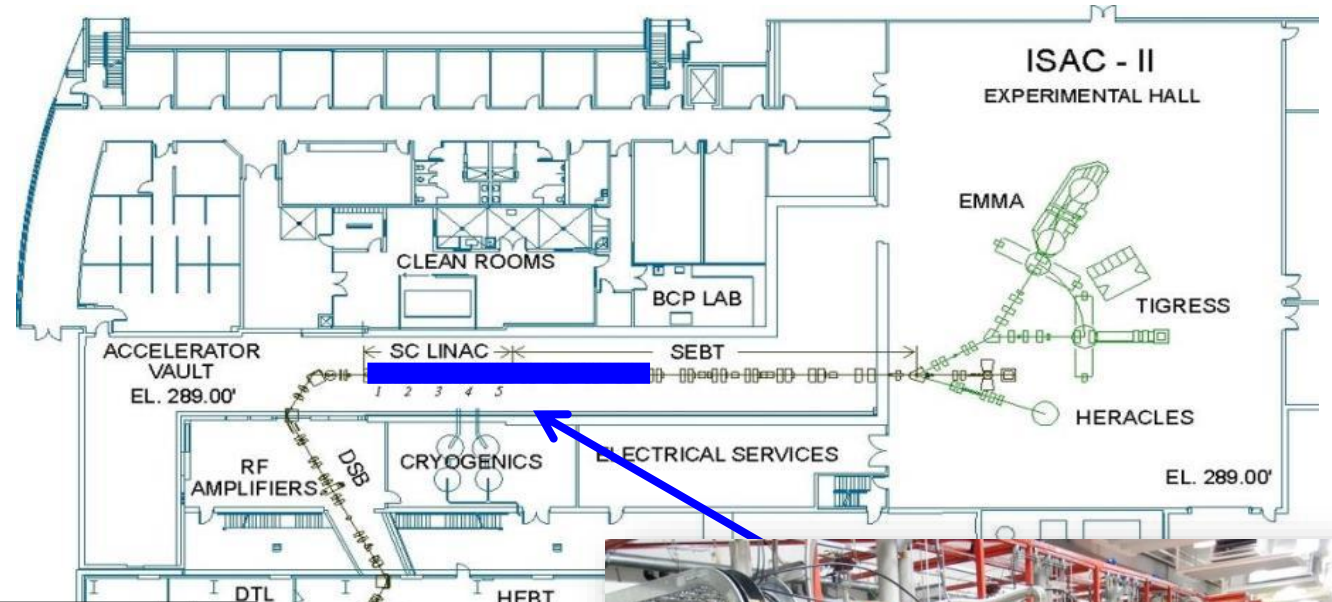 ISAC - II
EXPERIMENTAL HALL
EMMA
CLEAN ROOMS
BCP LAB
TIGRESS
ACCELERATOR
VAULT
EL. 289.00'
SC LINAC
SEBT
1 2 3 4 5
HERACLES
RF
AMPLIFIERS
DSB
CRYOGENICS
ELECTRICAL SERVICES
EL. 289.00'
DTL
HEBT